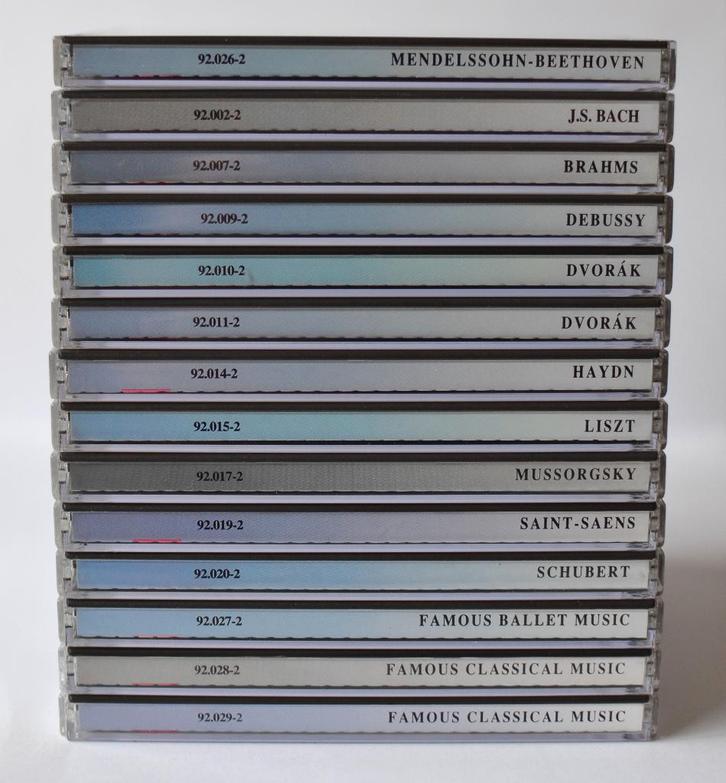 92.026-2 MENDELSSOHN-BEETHOVEN
92.002-2 J.S. BACH
92.007-2 BRAHMS
92.009-2 DEBUSSY
92.010-2 DVORÁK
92.011-2 DVORÁK
92.014-2 HAYDN
92.015-2 LISZT
92.017-2 MUSSORGSKY
92.019-2 SAINT-SAENS
92.020-2 SCHUBERT
92.027-2 FAMOUS BALLET MUSIC
92.028-2 FAMOUS CLASSICAL MUSIC
92.029-2 FAMOUS CLASSICAL MUSIC